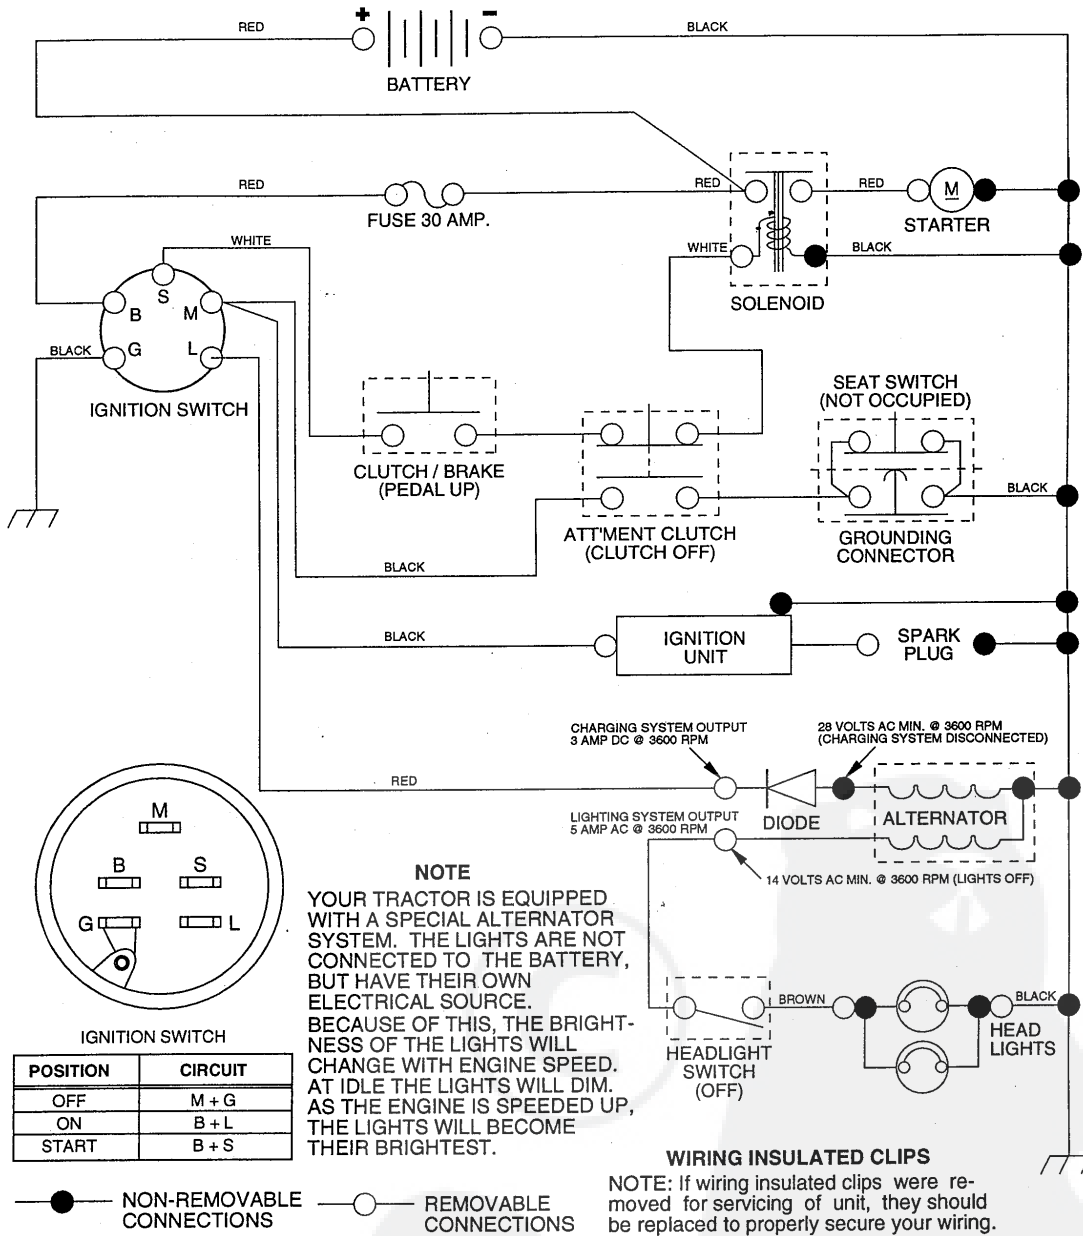 + -
RED
BLACK
BATTERY
RED
FUSE 30 AMP.
RED
RED
M
STARTER
WHITE
WHITE
BLACK
SOLENOID
S
B
M
BLACK
G
L
IGNITION SWITCH
CLUTCH / BRAKE
(PEDAL UP)
SEAT SWITCH
(NOT OCCUPIED)
BLACK
ATT'MENT CLUTCH
(CLUTCH OFF)
GROUNDING
CONNECTOR
BLACK
BLACK
IGNITION
UNIT
SPARK
PLUG
CHARGING SYSTEM OUTPUT
3 AMP DC @ 3600 RPM
28 VOLTS AC MIN. @ 3600 RPM
(CHARGING SYSTEM DISCONNECTED)
RED
DIODE
ALTERNATOR
LIGHTING SYSTEM OUTPUT
5 AMP AC @ 3600 RPM
14 VOLTS AC MIN. @ 3600 RPM (LIGHTS OFF)
M
B
S
G
L
IGNITION SWITCH
POSITION CIRCUIT
OFF M + G
ON B + L
START B + S
NOTE
YOUR TRACTOR IS EQUIPPED
WITH A SPECIAL ALTERNATOR
SYSTEM. THE LIGHTS ARE NOT
CONNECTED TO THE BATTERY,
BUT HAVE THEIR OWN
ELECTRICAL SOURCE.
BECAUSE OF THIS, THE BRIGHT-
NESS OF THE LIGHTS WILL
CHANGE WITH ENGINE SPEED.
AT IDLE THE LIGHTS WILL DIM.
AS THE ENGINE IS SPEEDED UP,
THE LIGHTS WILL BECOME
THEIR BRIGHTEST.
BROWN
BLACK
HEADLIGHT
SWITCH
(OFF)
HEAD
LIGHTS
WIRING INSULATED CLIPS
NOTE: If wiring insulated clips were re-
moved for servicing of unit, they should
be replaced to properly secure your wiring.
NON-REMOVABLE
CONNECTIONS
REMOVABLE
CONNECTIONS